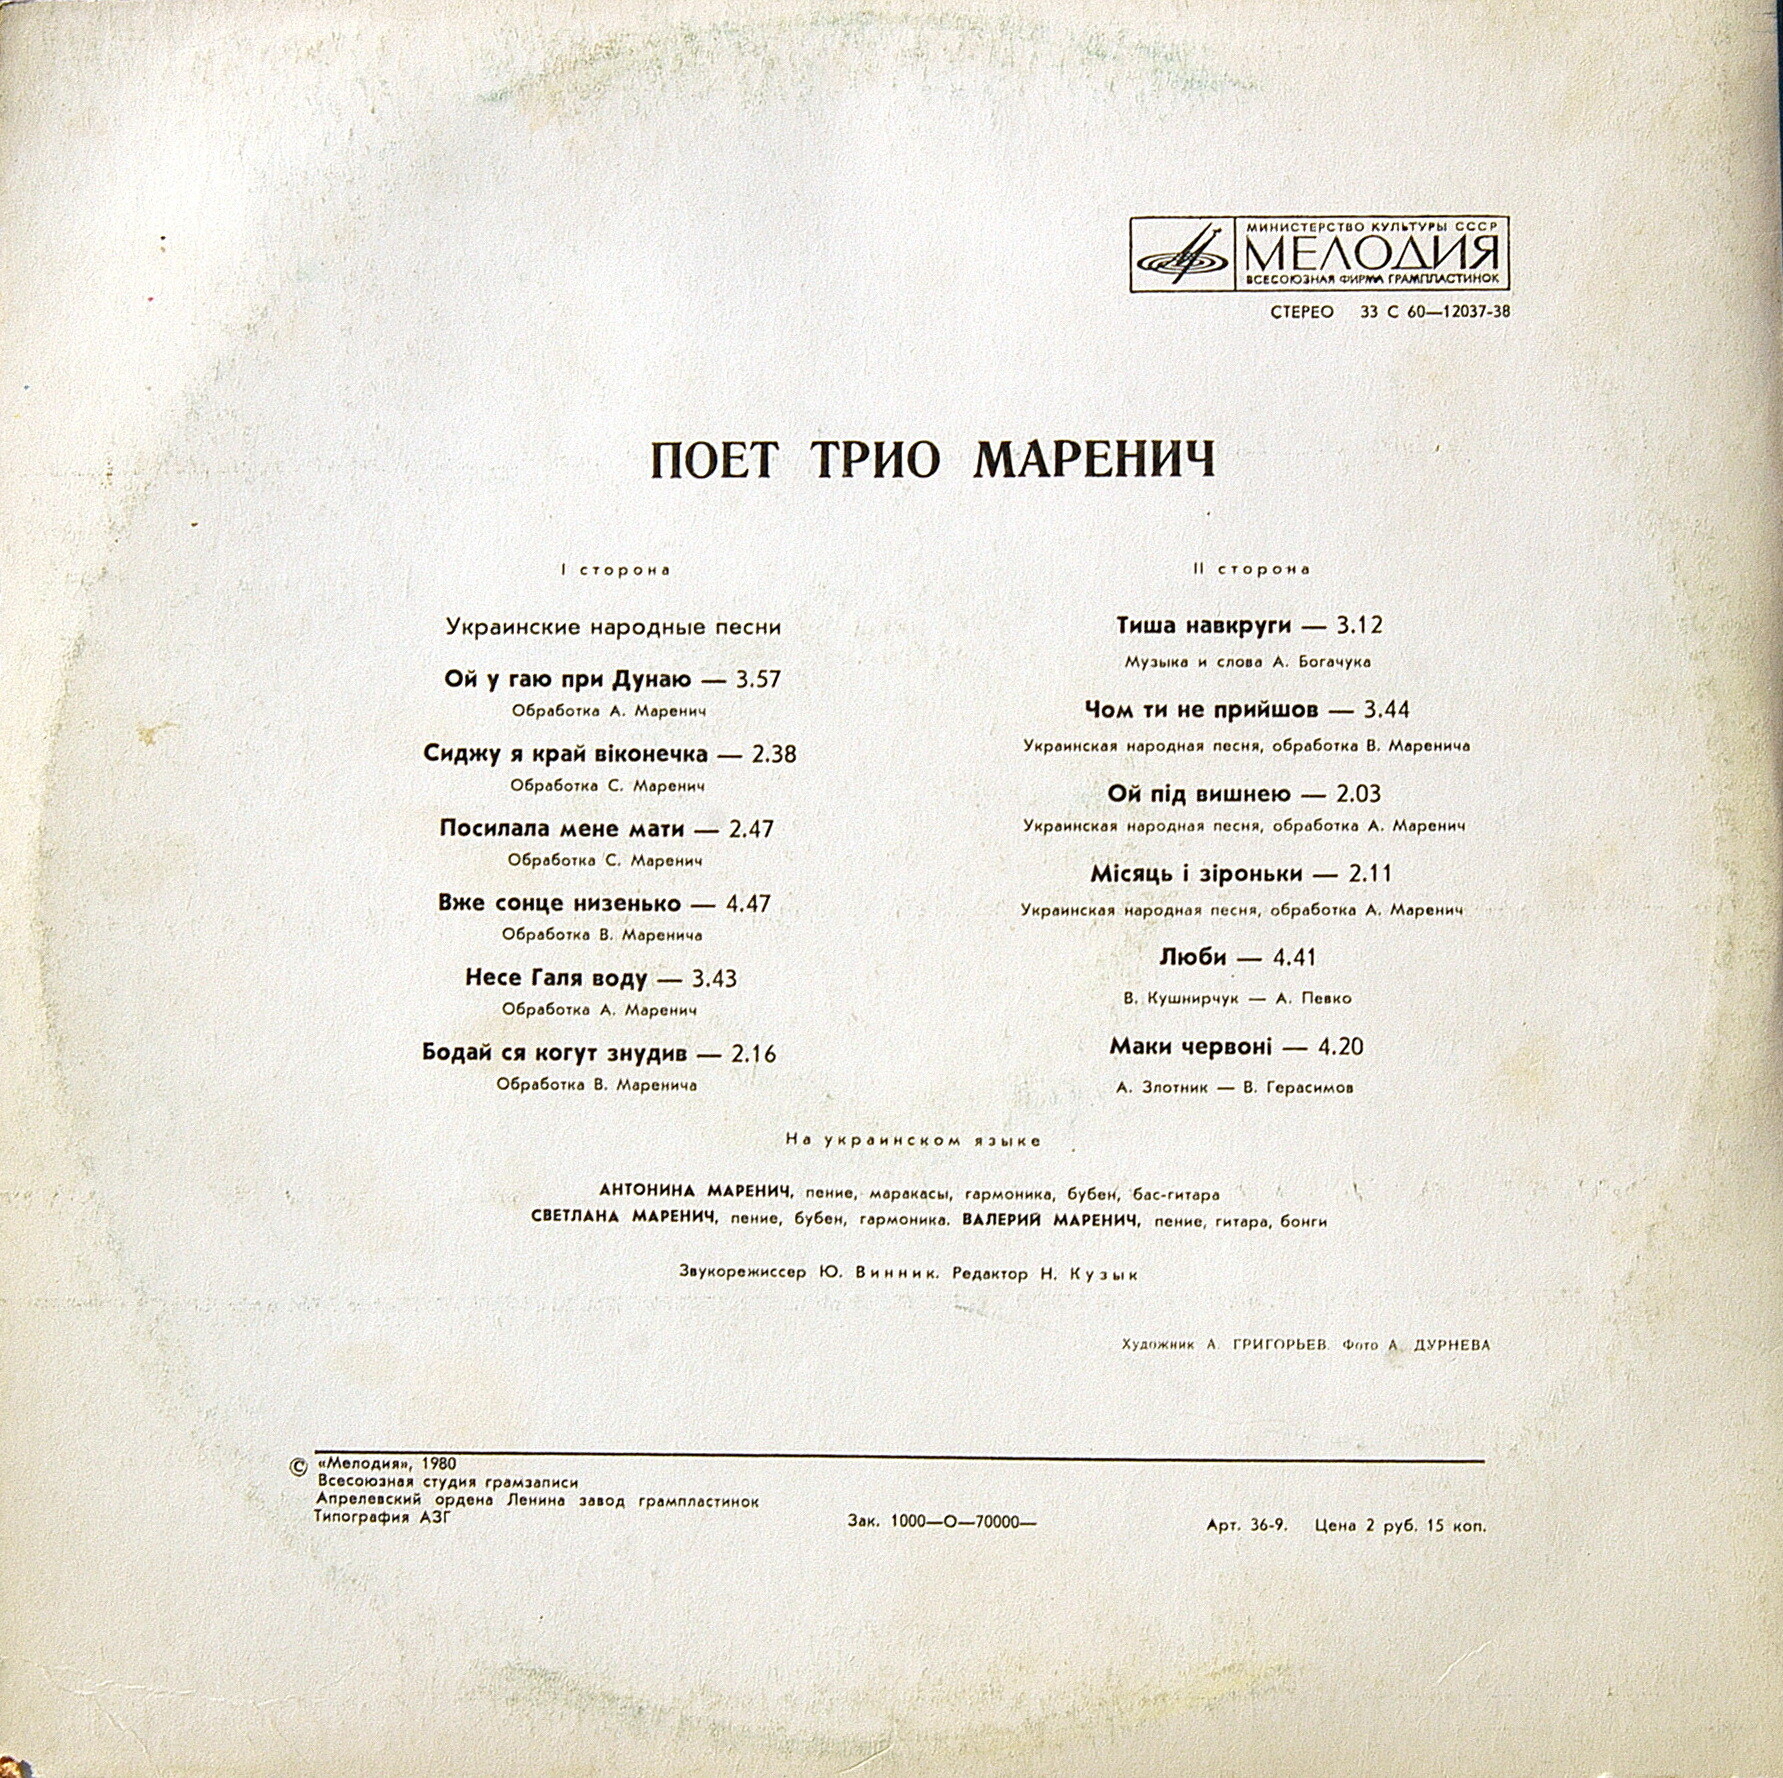 МИНИСТЕРСТВО КУЛЬТУРЫ СССР
МЕЛОДИЯ
ВСЕСОЮЗНАЯ ФИРМА ГРАМПЛАСТИНОК
СТЕРЕО 33 С 60—12037-38
ПОЕТ ТРИО МАРЕНИЧ
I сторона
Украинские народные песни
Ой у гаю при Дунаю — 3.57
Обработка А. Маренич
Сиджу я край віконечка — 2.38
Обработка С. Маренич
Посилала мене мати — 2.47
Обработка С. Маренич
Вже сонце низенько — 4.47
Обработка В. Маренича
Несе Галя воду — 3.43
Обработка А. Маренич
Бодай ся когут знудив — 2.16
Обработка В. Маренича
II сторона
Тиша навкруги — 3.12
Музыка и слова А. Богачука
Чом ти не прийшов — 3.44
Украинская народная песня, обработка В. Маренича
Ой під вишнею — 2.03
Украинская народная песня, обработка А. Маренич
Місяць і зіроньки — 2.11
Украинская народная песня, обработка А. Маренич
Люби — 4.41
В. Кушнирчук — А. Певко
Маки червоні — 4.20
А. Злотник — В. Герасимов
На украинском языке
АНТОНИНА МАРЕНИЧ, пение, маракасы, гармоника, бубен, бас-гитара
СВЕТЛАНА МАРЕНИЧ, пение, бубен, гармоника. ВАЛЕРИЙ МАРЕНИЧ, пение, гитара, бонги
Звукорежиссер Ю. Винник. Редактор Н. Кузык
Художник А. ГРИГОРЬЕВ. Фото А. ДУРНЕВА
© «Мелодия», 1980
Всесоюзная студия грамзаписи
Апрелевский ордена Ленина завод грампластинок
Типография АЗГ
Зак. 1000—О—70000—
Арт. 36-9. Цена 2 руб. 15 коп.